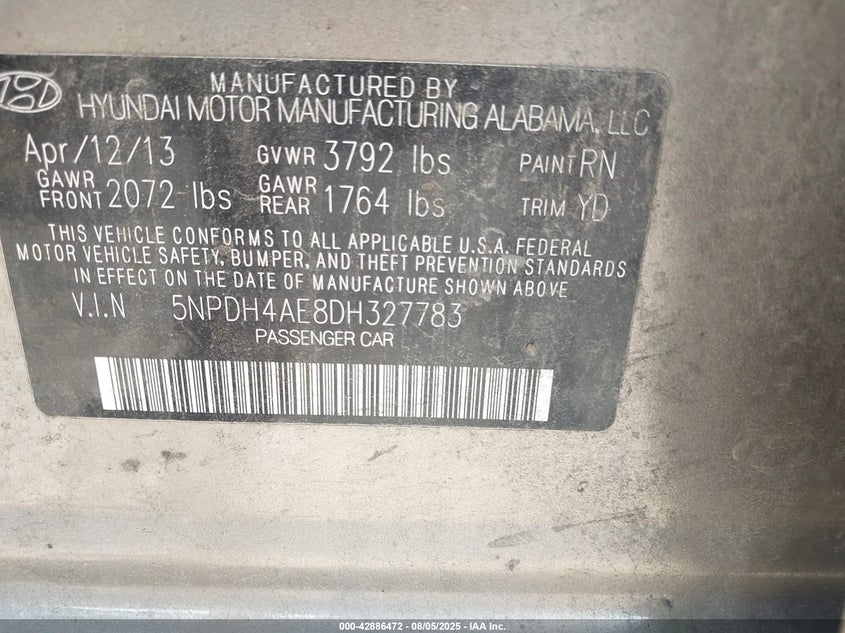 MANUFACTURED BY
HYUNDAI MOTOR MANUFACTURING ALABAMA, LLC
Apr/12/13 GVWR 3792 lbs PAINT RN
GAWR FRONT 2072 lbs GAWR REAR 1764 lbs TRIM YD
THIS VEHICLE CONFORMS TO ALL APPLICABLE U.S.A. FEDERAL
MOTOR VEHICLE SAFETY, BUMPER, AND THEFT PREVENTION STANDARDS
IN EFFECT ON THE DATE OF MANUFACTURE SHOWN ABOVE
V.I.N 5NPDH4AE8DH327783
PASSENGER CAR
000-42886472 - 08/05/2025 - IAA Inc.